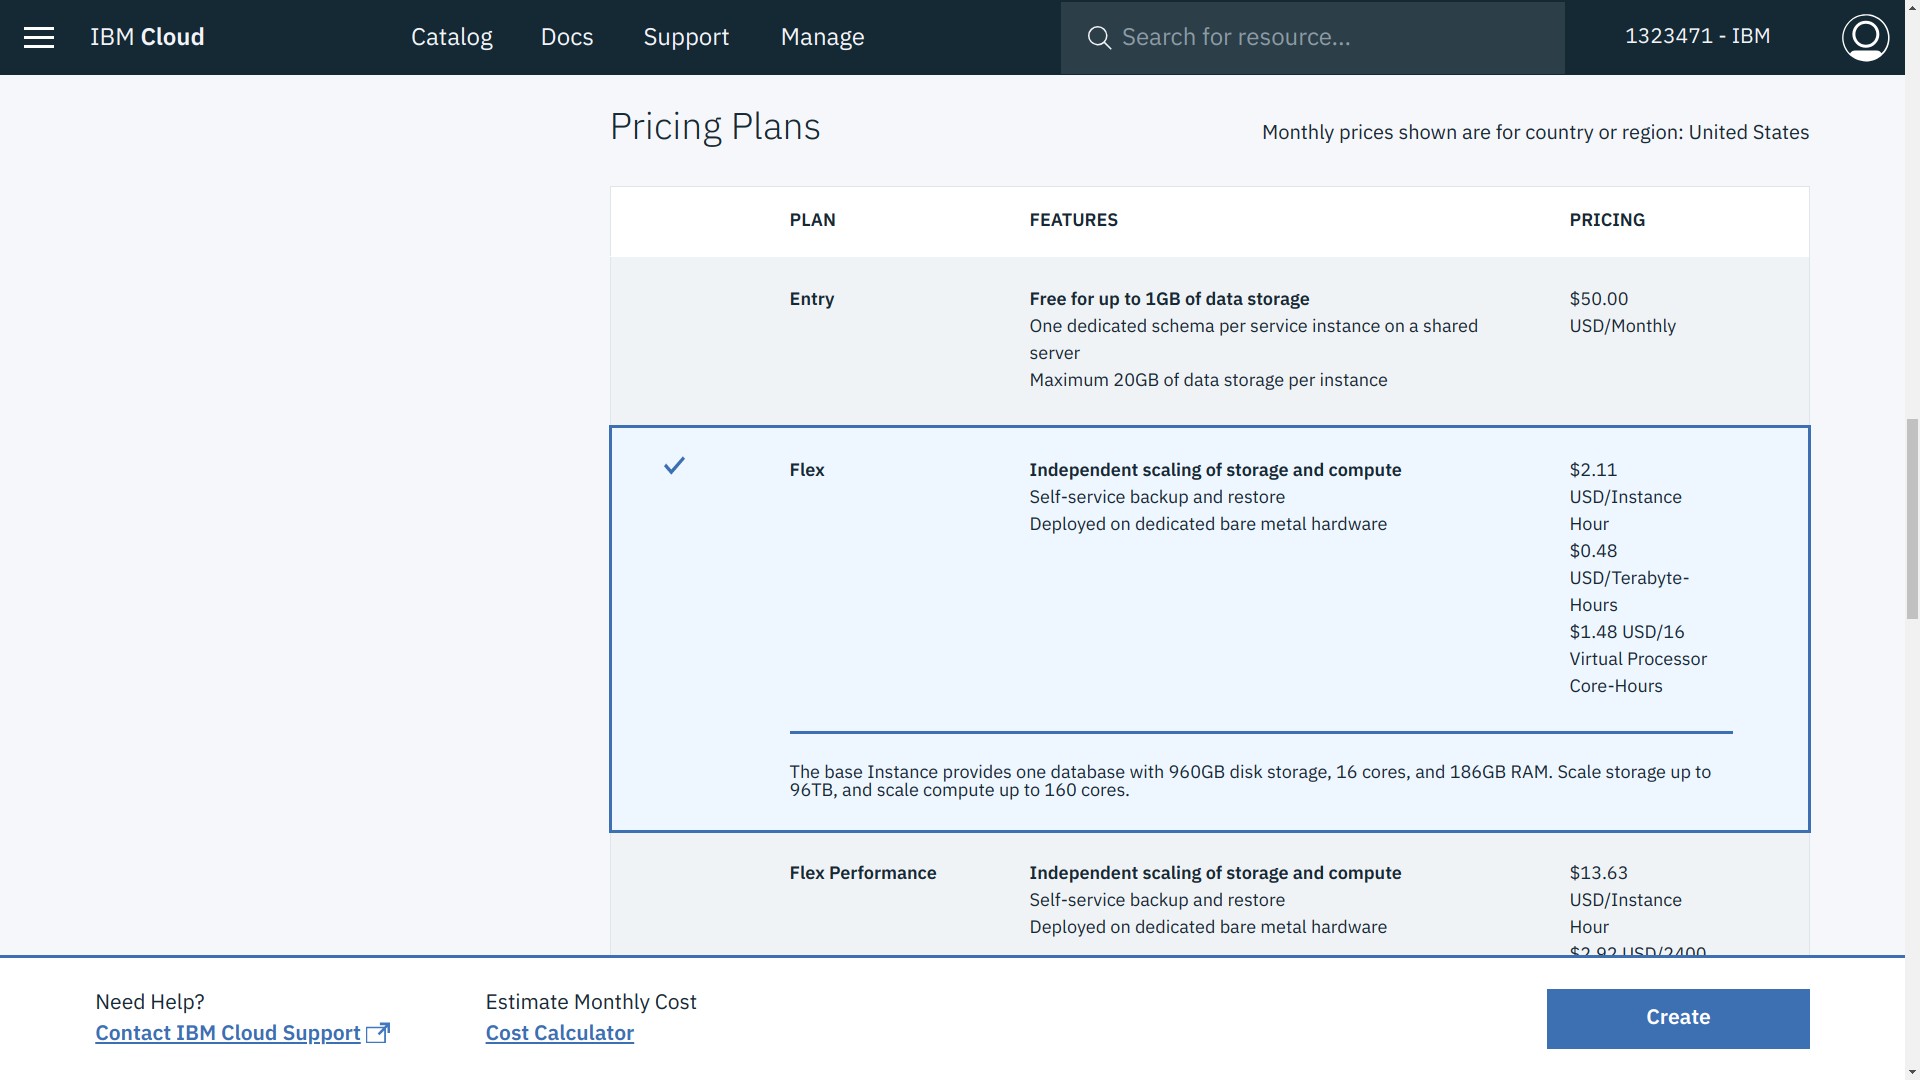 IBM Cloud
Catalog
Docs
Support
Manage
Search for resource...
1323471 - IBM
Pricing Plans
Monthly prices shown are for country or region: United States
PLAN
FEATURES
PRICING
Entry
Free for up to 1GB of data storage
One dedicated schema per service instance on a shared
server
Maximum 20GB of data storage per instance
$50.00
USD/Monthly
Flex
Independent scaling of storage and compute
Self-service backup and restore
Deployed on dedicated bare metal hardware
$2.11
USD/Instance
Hour
$0.48
USD/Terabyte-
Hours
$1.48 USD/16
Virtual Processor
Core-Hours
The base Instance provides one database with 960GB disk storage, 16 cores, and 186GB RAM. Scale storage up to
96TB, and scale compute up to 160 cores.
Flex Performance
Independent scaling of storage and compute
Self-service backup and restore
Deployed on dedicated bare metal hardware
$13.63
USD/Instance
Hour
$2.92 USD/2400
Need Help?
Contact IBM Cloud Support
Estimate Monthly Cost
Cost Calculator
Create